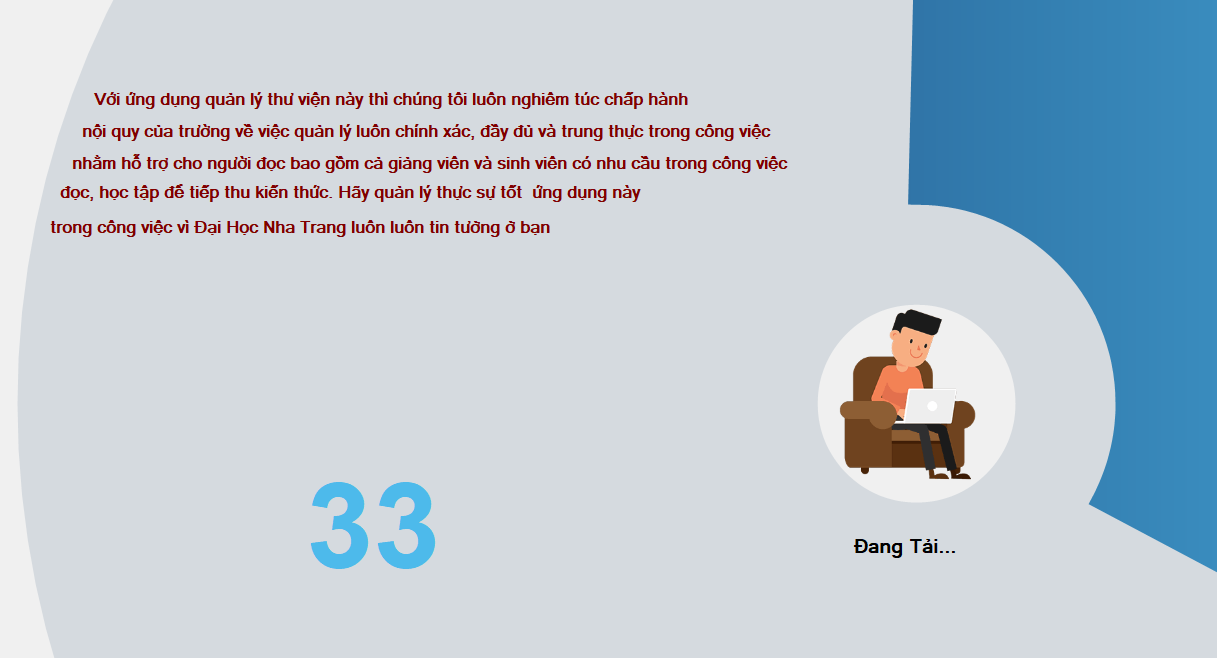 Với ứng dụng quản lý thư viện này thì chúng tôi luôn nghiêm túc chấp hành
nội quy của trường về việc quản lý luôn chính xác, đầy đủ và trung thực trong công việc
nhằm hỗ trợ cho người đọc bao gồm cả giảng viên và sinh viên có nhu cầu trong công việc
đọc, học tập để tiếp thu kiến thức. Hãy quản lý thực sự tốt ứng dụng này
trong công việc vì Đại Học Nha Trang luôn luôn tin tưởng ở bạn
33
Đang Tải...